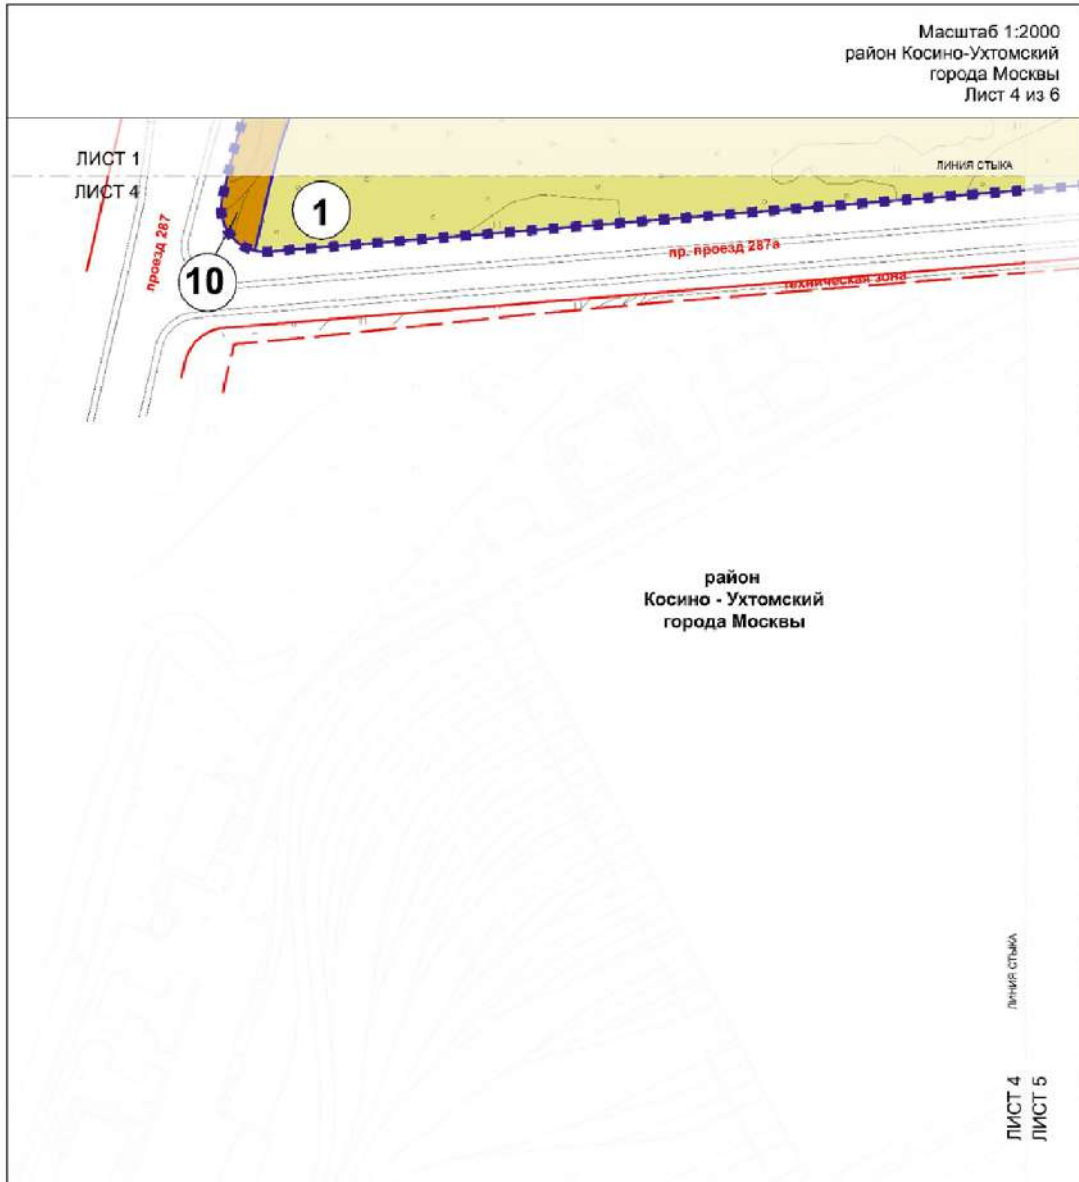 Масштаб 1:2000
район Косино-Ухтомский
города Москвы
Лист 4 из 6
ЛИСТ 1
ЛИНИЯ СТЫКА
ЛИСТ 4
1
проезд 287
пр. проезд 287а
10
техническая зона
район
Косино - Ухтомский
города Москвы
ЛИНИЯ СТЫКА
ЛИСТ 4
ЛИСТ 5